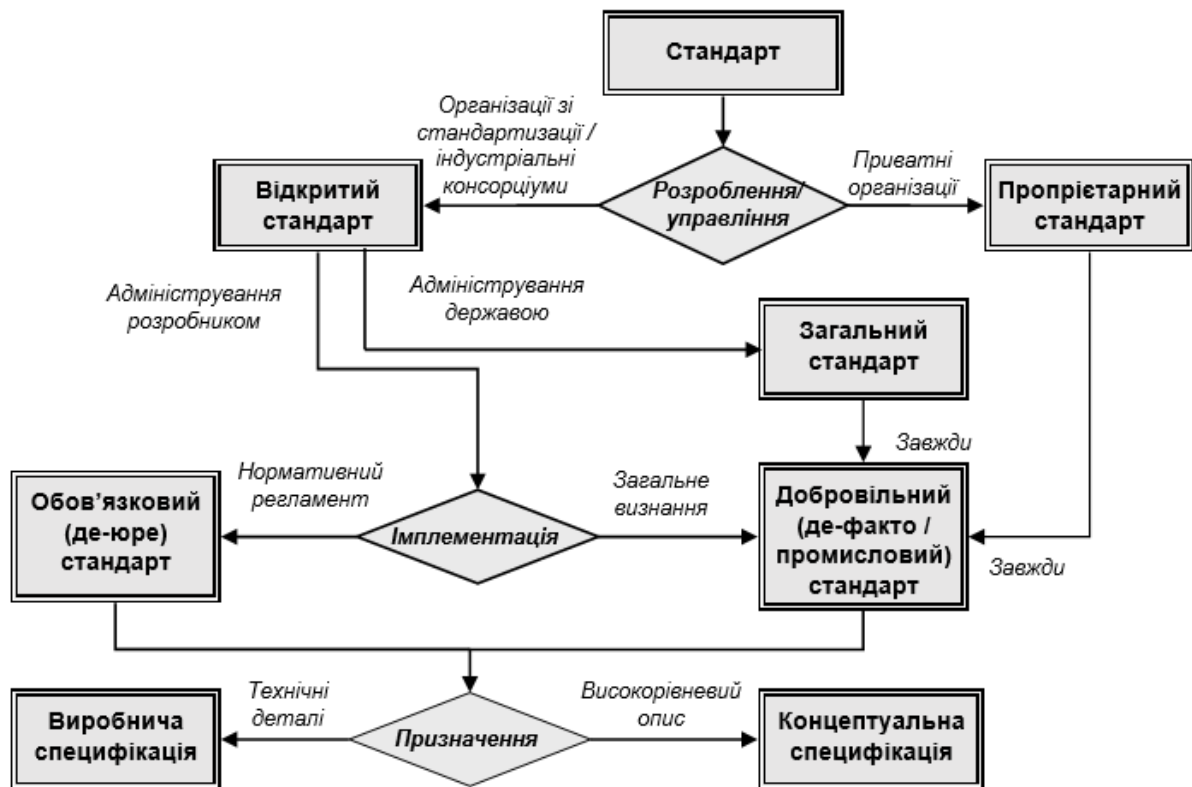 Стандарт
Організації зі
стандартизації /
індустріальні
консорціуми
Відкритий
стандарт
Розроблення/
управління
Приватні
організації
Пропрієтарний
стандарт
Адміністрування
розробником
Адміністрування
державою
Загальний
стандарт
Завжди
Обов’язковий
(де-юре)
стандарт
Нормативний
регламент
Імплементація
Загальне
визнання
Добровільний
(де-факто /
промисловий)
стандарт
Завжди
Виробнича
специфікація
Технічні
деталі
Призначення
Високорівневий
опис
Концептуальна
специфікація